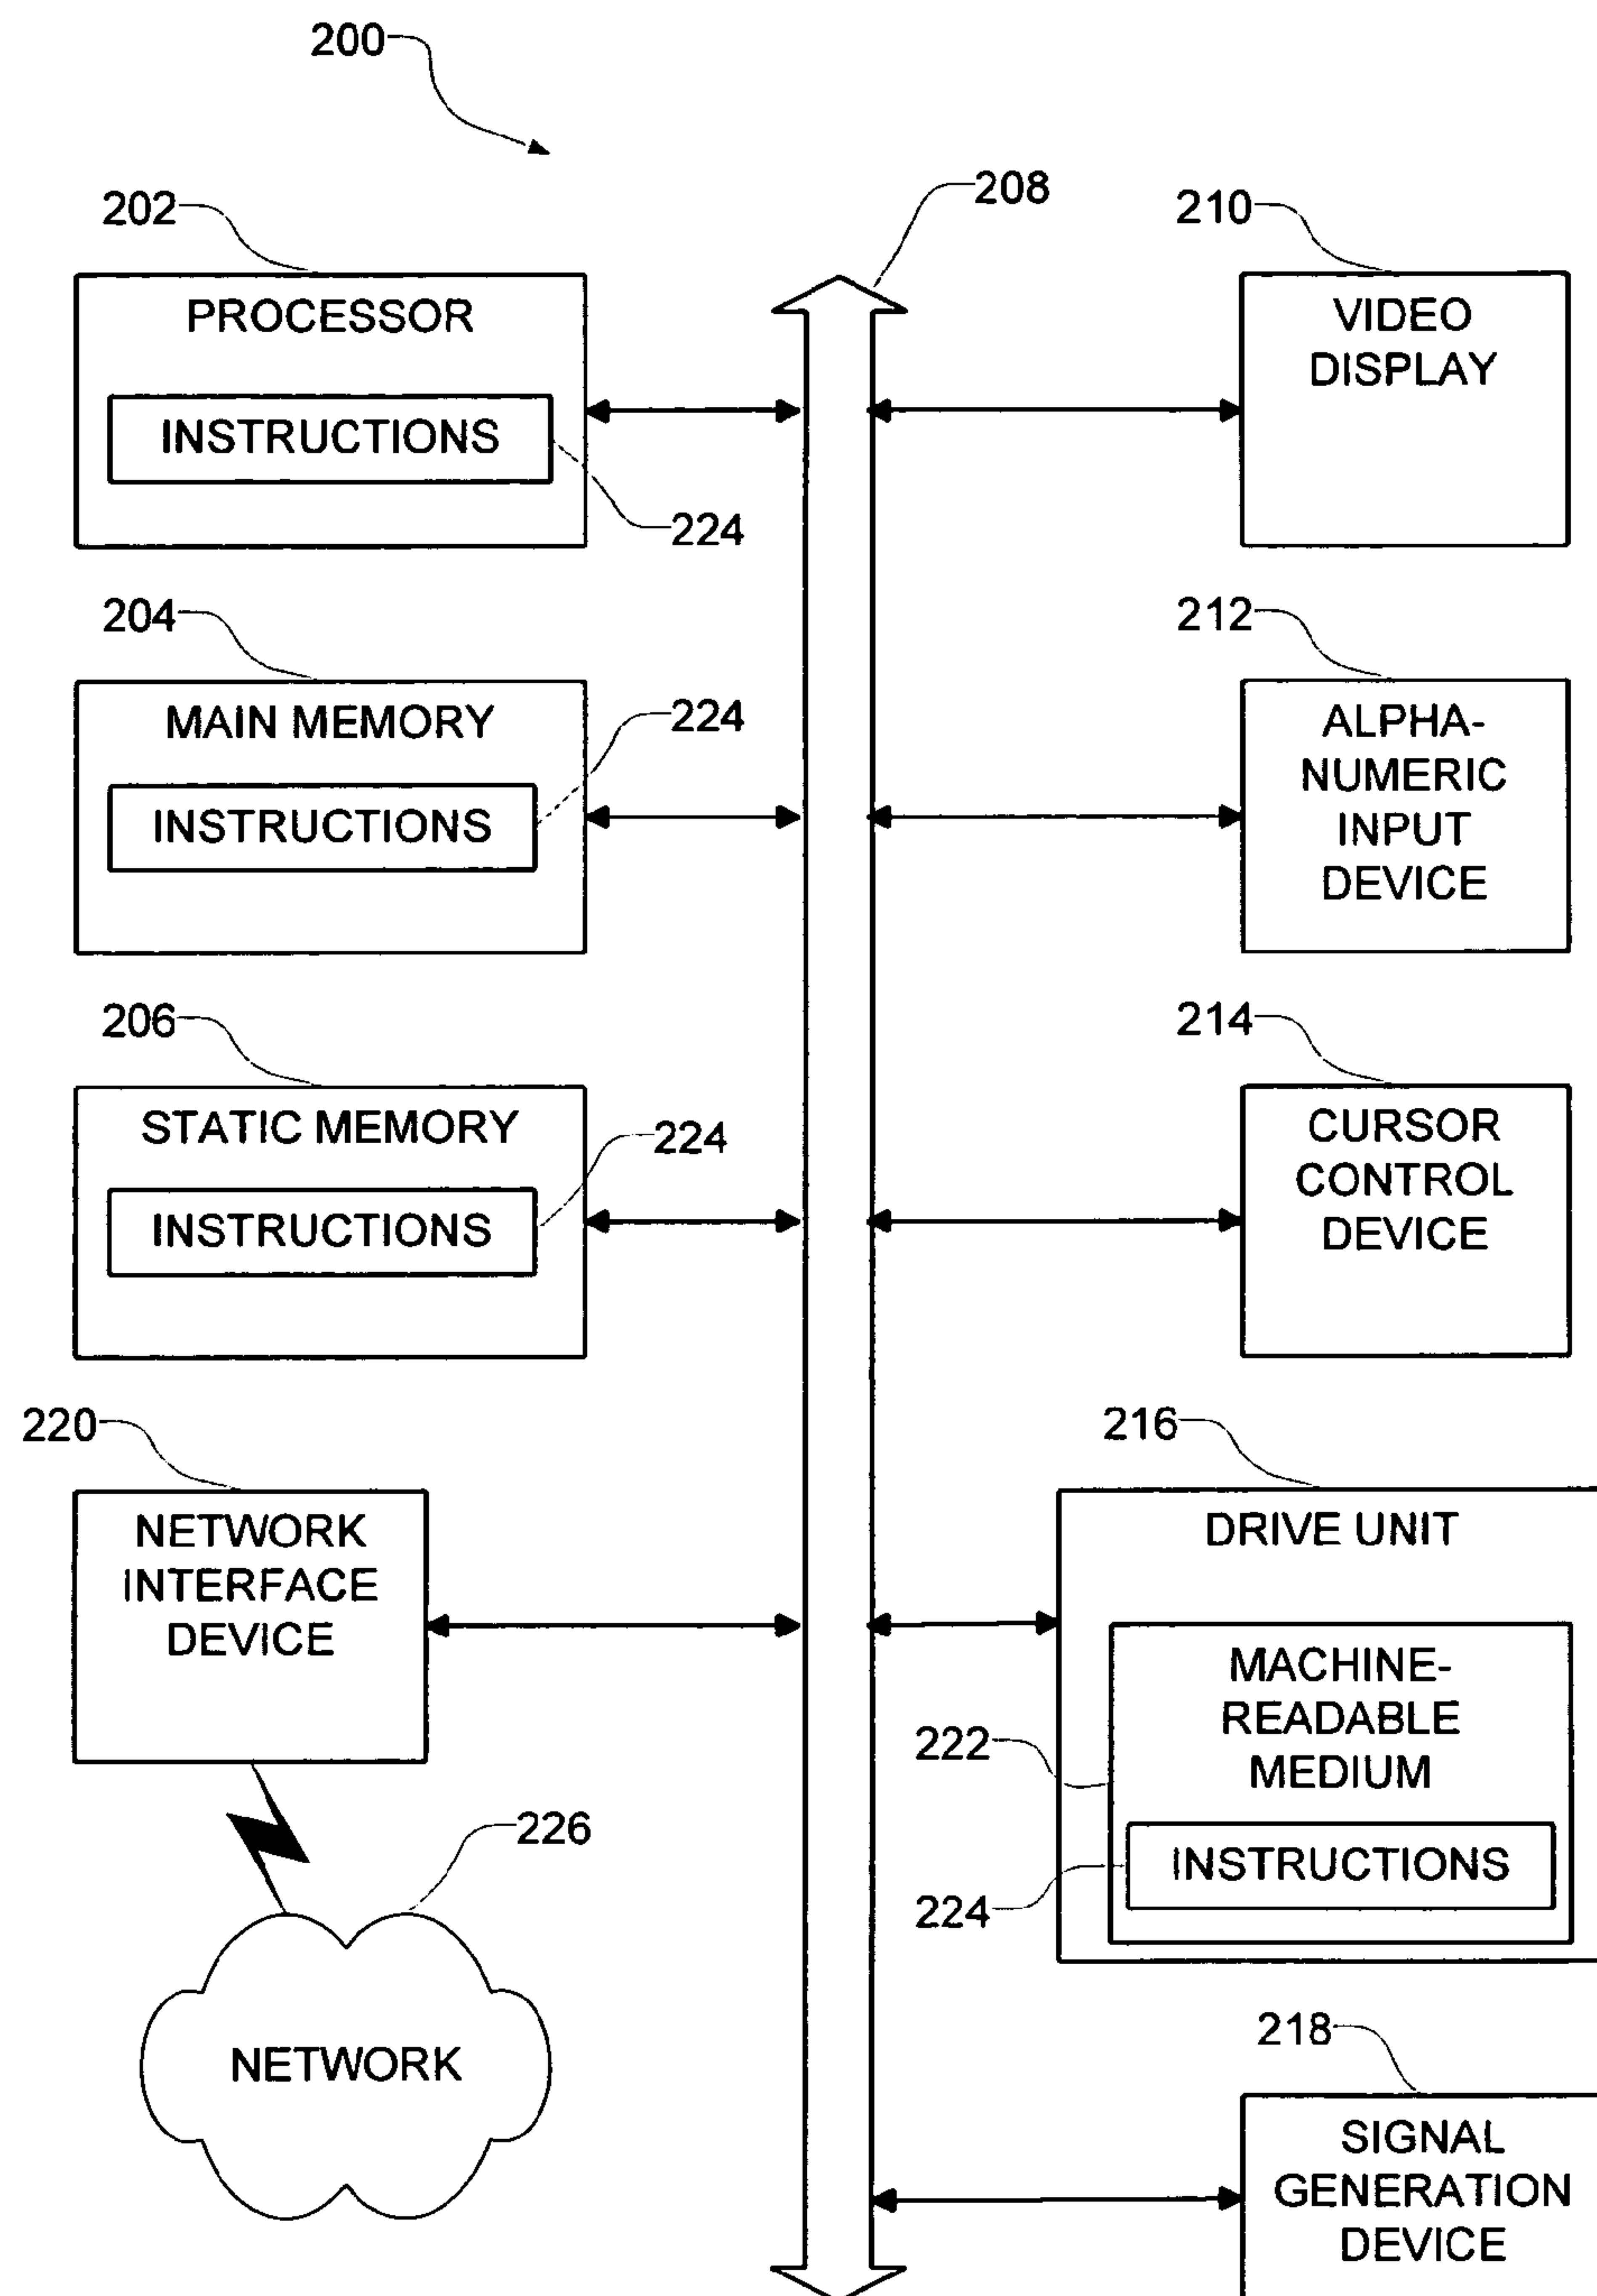 200
202
208
210
PROCESSOR
INSTRUCTIONS
224
VIDEO
DISPLAY
204
212
MAIN MEMORY
224
INSTRUCTIONS
ALPHA-
NUMERIC
INPUT
DEVICE
206
214
STATIC MEMORY
224
INSTRUCTIONS
CURSOR
CONTROL
DEVICE
220
216
NETWORK
INTERFACE
DEVICE
DRIVE UNIT
MACHINE-
READABLE
MEDIUM
222
INSTRUCTIONS
224
226
NETWORK
218
SIGNAL
GENERATION
DEVICE